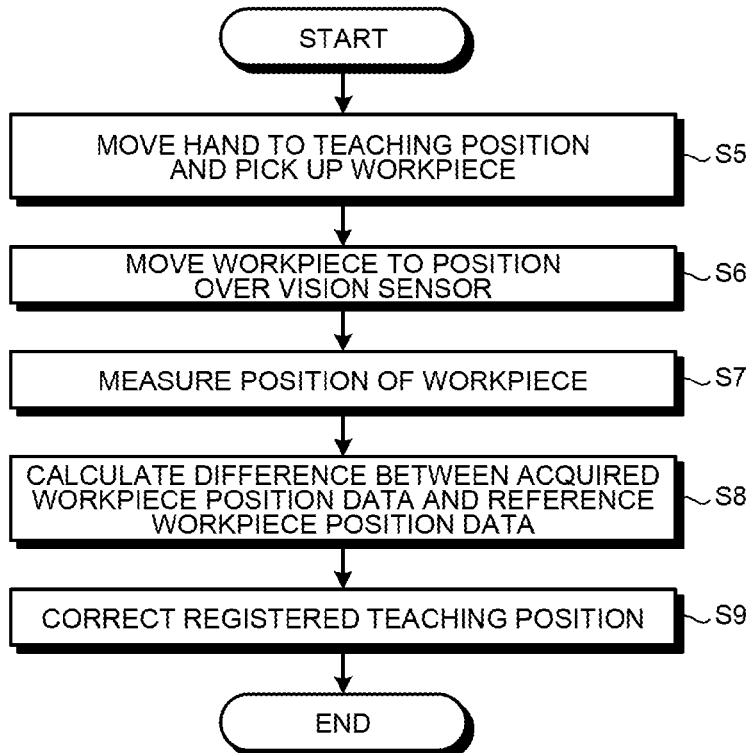 START
MOVE HAND TO TEACHING POSITION
AND PICK UP WORKPIECE
S5
MOVE WORKPIECE TO POSITION
OVER VISION SENSOR
S6
MEASURE POSITION OF WORKPIECE
S7
CALCULATE DIFFERENCE BETWEEN ACQUIRED
WORKPIECE POSITION DATA AND REFERENCE
WORKPIECE POSITION DATA
S8
CORRECT REGISTERED TEACHING POSITION
S9
END